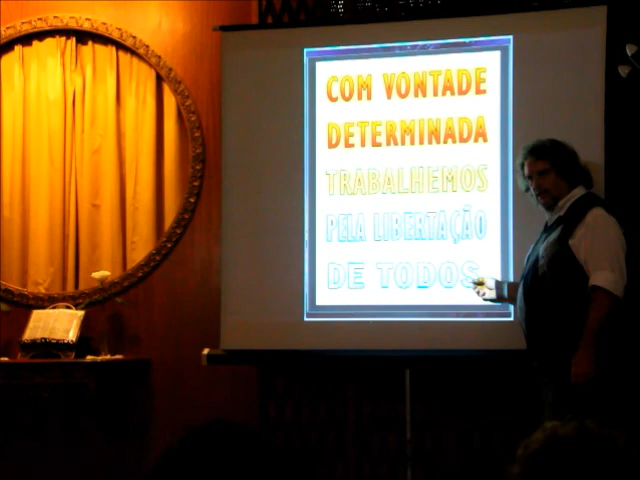 COM VONTADE
DETERMINADA
TRABALHEMOS
PELA LIBERTAÇÃO
DE TODOS